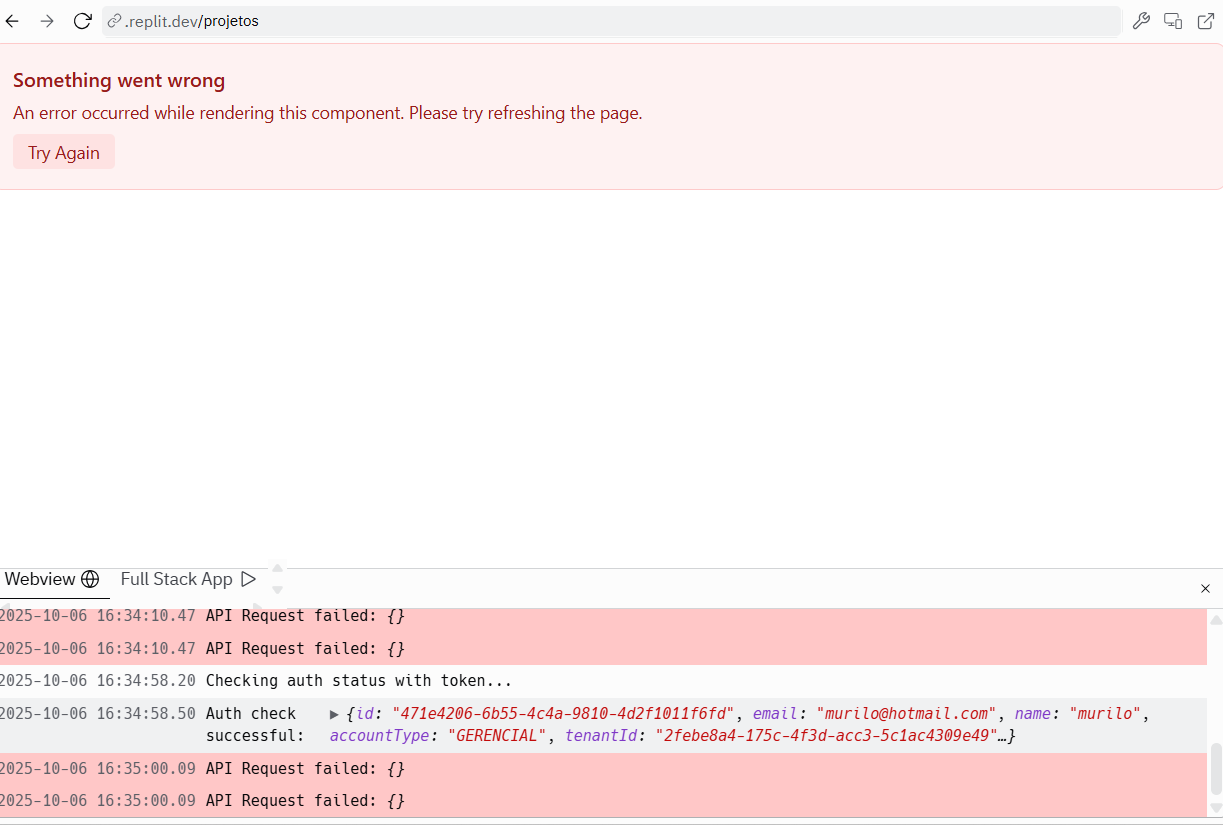 .replit.dev/projetos
Something went wrong
An error occurred while rendering this component. Please try refreshing the page.
Try Again
Webview Full Stack App
2025-10-06 16:34:10.47 API Request failed: {}
2025-10-06 16:34:10.47 API Request failed: {}
2025-10-06 16:34:58.20 Checking auth status with token...
2025-10-06 16:34:58.50 Auth check successful: ▶ {id: "471e4206-6b55-4c4a-9810-4d2f1011f6fd", email: "murilo@hotmail.com", name: "murilo",
accountType: "GERENCIAL", tenantId: "2febe8a4-175c-4f3d-acc3-5c1ac4309e49"…}
2025-10-06 16:35:00.09 API Request failed: {}
2025-10-06 16:35:00.09 API Request failed: {}